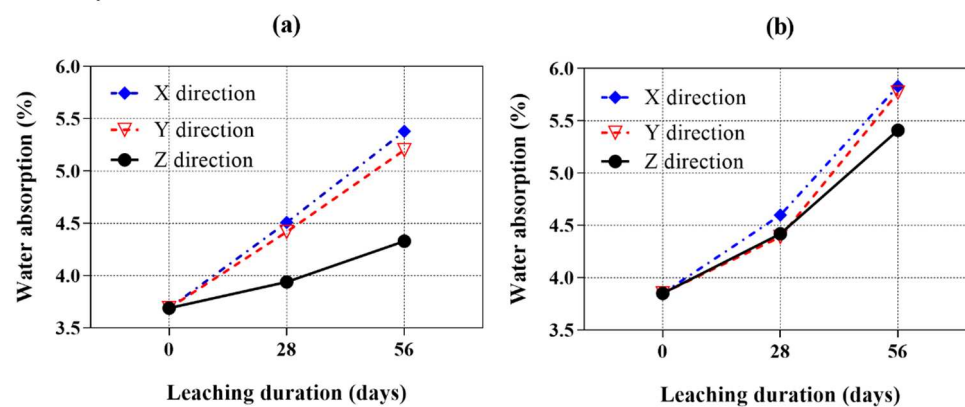 (a)
6.0
5.5
5.0
4.5
4.0
3.5
Water absorption (%)
X direction
Y direction
Z direction
0 28 56
Leaching duration (days)
(b)
6.0
5.5
5.0
4.5
4.0
3.5
Water absorption (%)
X direction
Y direction
Z direction
0 28 56
Leaching duration (days)